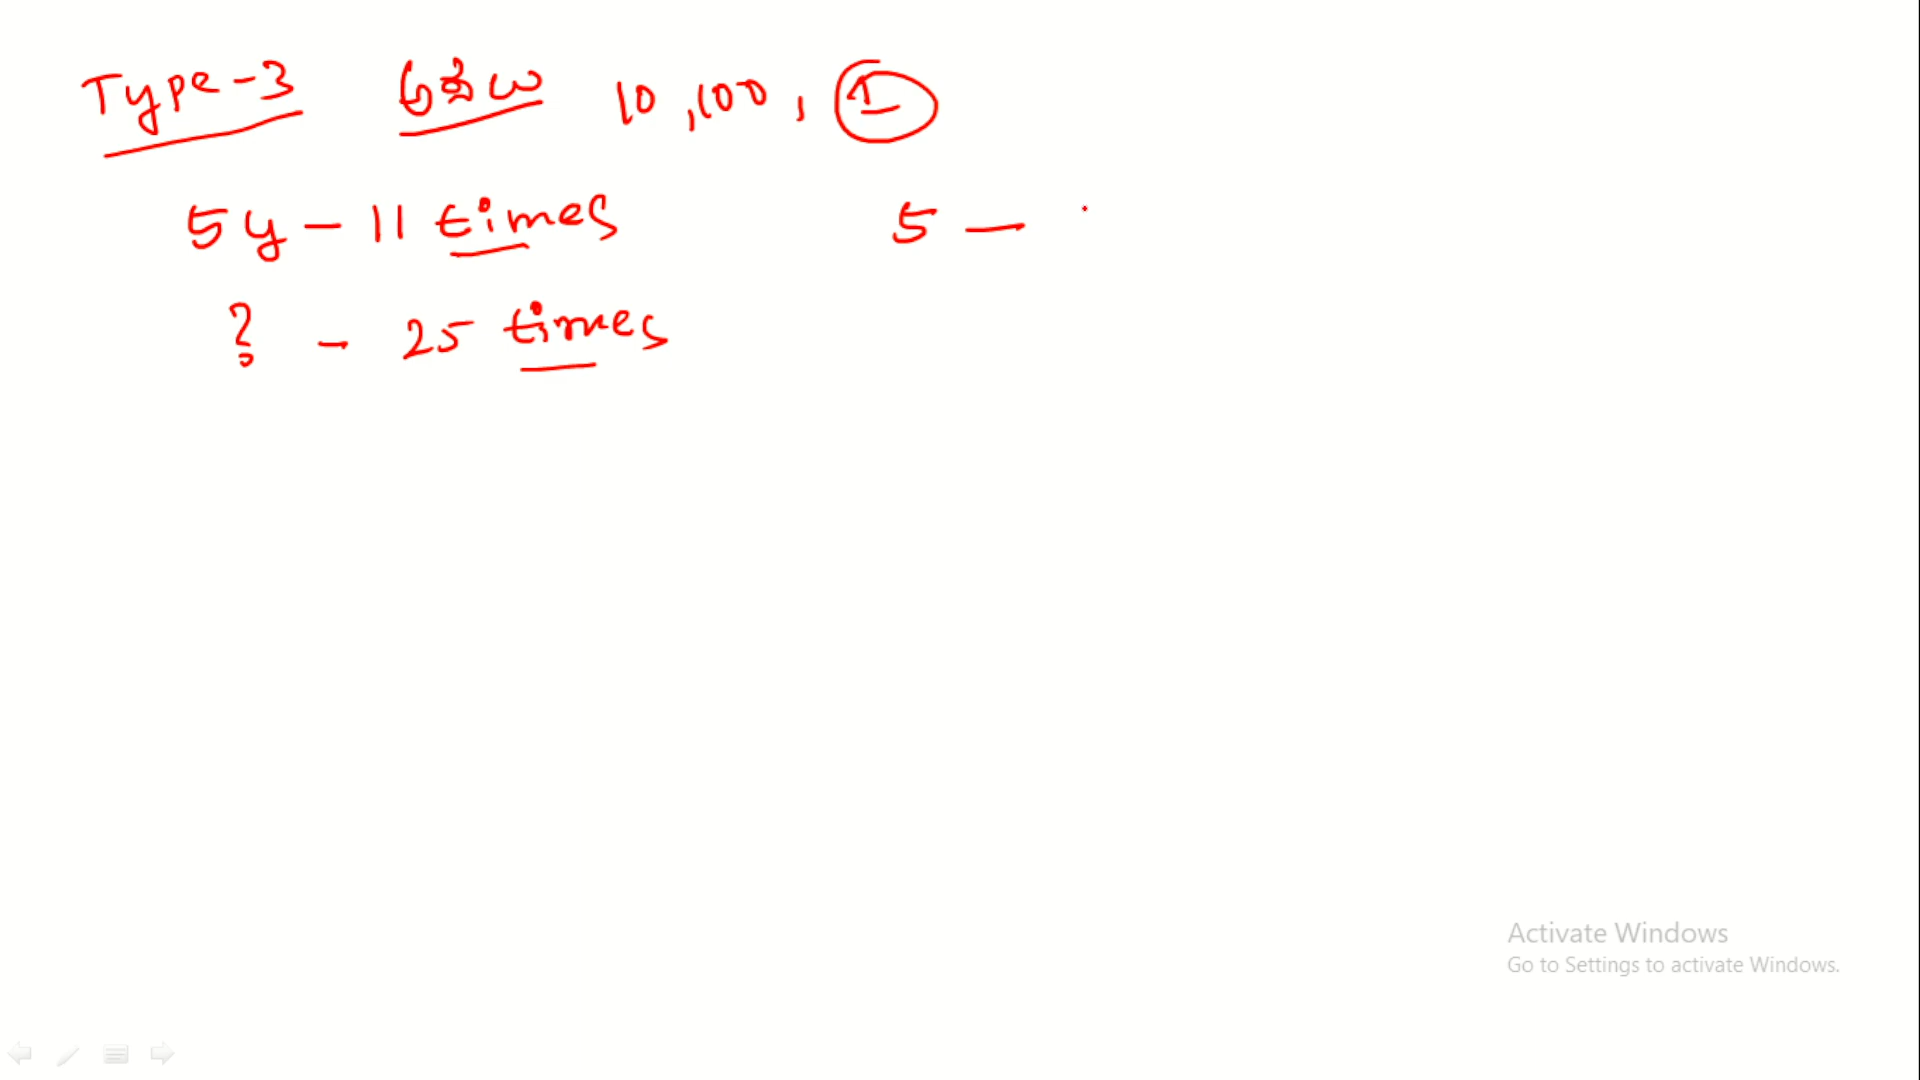 Type-3 10,100, 1
5y - 11 times 5 —
? - 25 times
Activate Windows
Go to Settings to activate Windows.